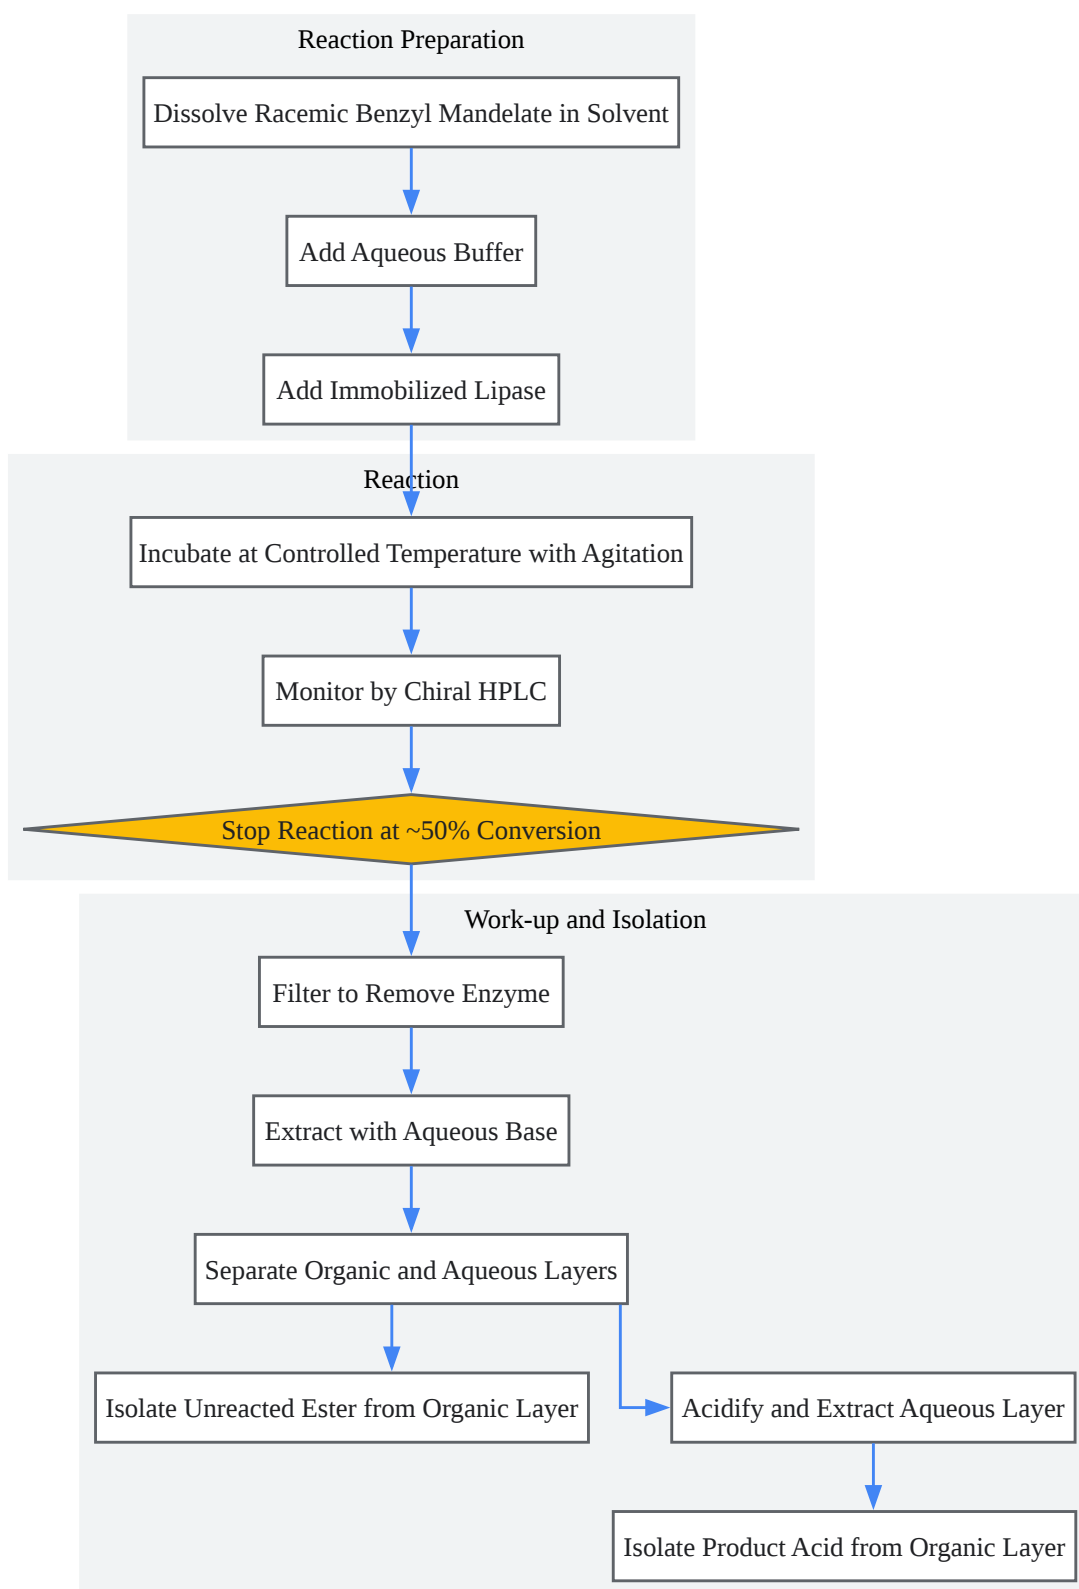 Reaction Preparation
Dissolve Racemic Benzyl Mandelate in Solvent
Add Aqueous Buffer
Add Immobilized Lipase
Reaction
Incubate at Controlled Temperature with Agitation
Monitor by Chiral HPLC
Stop Reaction at ~50% Conversion
Work-up and Isolation
Filter to Remove Enzyme
Extract with Aqueous Base
Separate Organic and Aqueous Layers
Isolate Unreacted Ester from Organic Layer
Acidify and Extract Aqueous Layer
Isolate Product Acid from Organic Layer